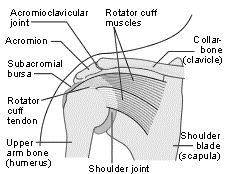 Acromioclavicular
joint
Rotator cuff
muscles
Acromion
Collar-
bone
(clavicle)
Subacromial
bursa
Rotator
cuff
tendon
Upper
arm bone
(humerus)
Shoulder joint
Shoulder
blade
(scapula)